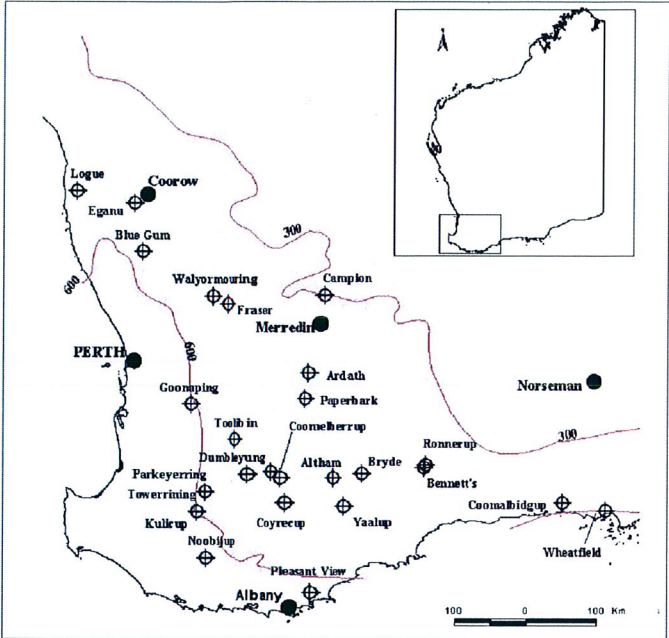 Logue
Coorow
Eganu
Blue Gum
300
600
Walyormouring
Campion
Fraser
Merredin
PERTH
600
Ardath
Norseman
Goonaping
Paperbark
Toolibin
Coomelberrup
300
Ronnerup
Dumbleyung
Altham
Bryde
Parkeyerring
Bennett's
Towerrining
Coomalbidgup
Kulicup
Coyrecup
Yaalup
Noobijup
Wheatfield
Pleasant View
Albany
100 0 100 Km